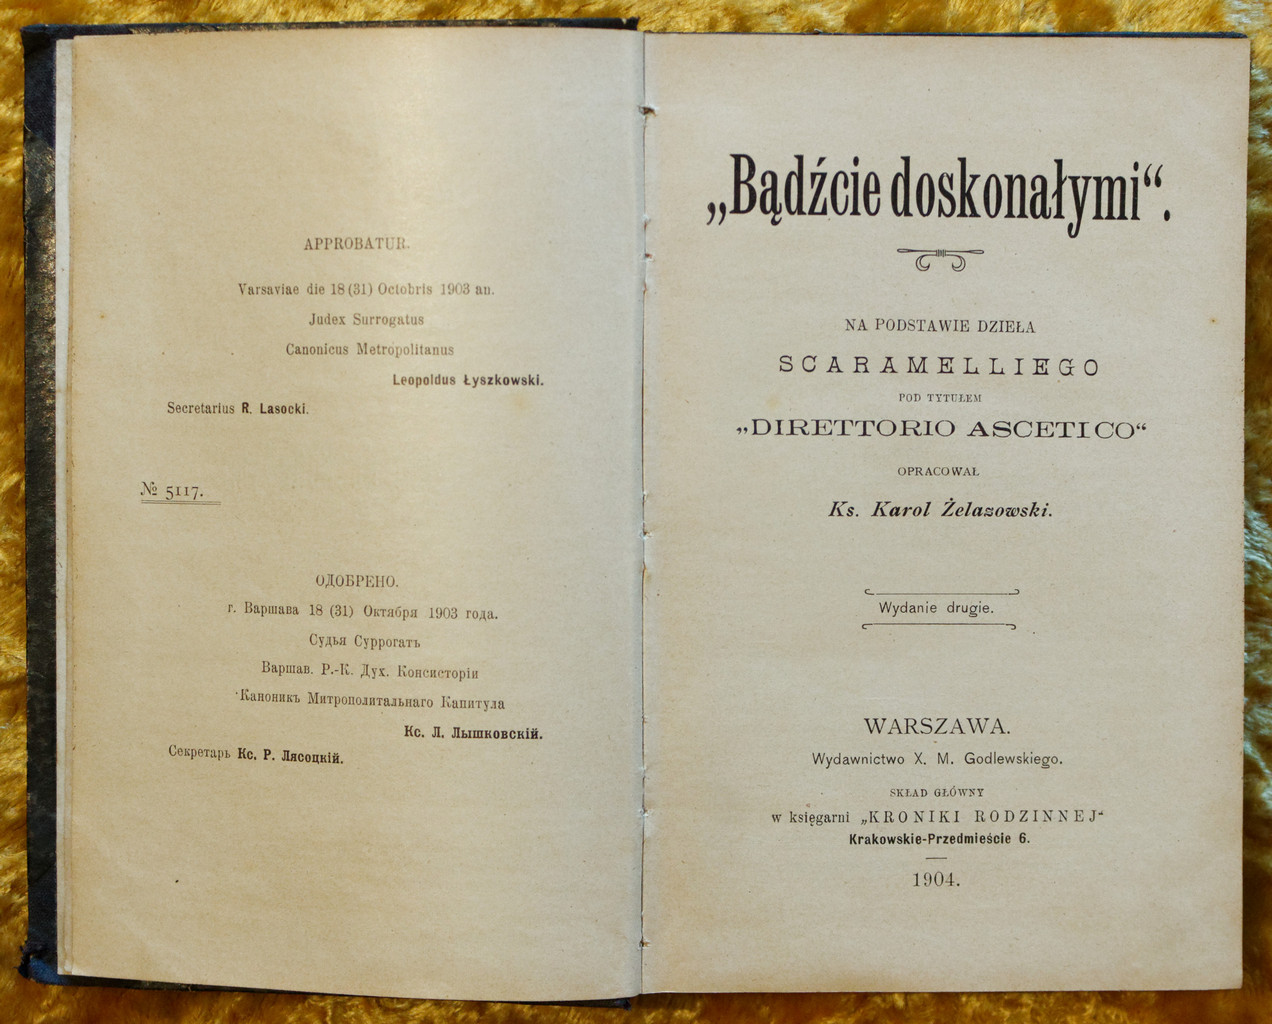 APPROBATUR.
Varsaviae die 18 (31) Octobris 1903 an.
Judex Surrogatus
Canonicus Metropolitanus
Leopoldus Łyszkowski.
Secretarius R. Lasocki.
№ 5117.
ОДОБРЕНО.
г. Варшава 18 (31) Октября 1903 года.
Судья Суррогатъ
Варшав. Р.-К. Дух. Консисторіи
Каноникъ Митрополитальнаго Капитула
Кс. Л. Лышковскій.
Секретарь Кс. Р. Лясоцкій.
„Bądźcie doskonałymi“.
NA PODSTAWIE DZIEŁA
SCARAMELLIEGO
POD TYTUŁEM
„DIRETTORIO ASCETICO“
OPRACOWAŁ
Ks. Karol Żelazowski.
Wydanie drugie.
WARSZAWA.
Wydawnictwo X. M. Godlewskiego.
SKŁAD GŁÓWNY
w księgarni „KRONIKI RODZINNEJ“
Krakowskie-Przedmieście 6.
1904.